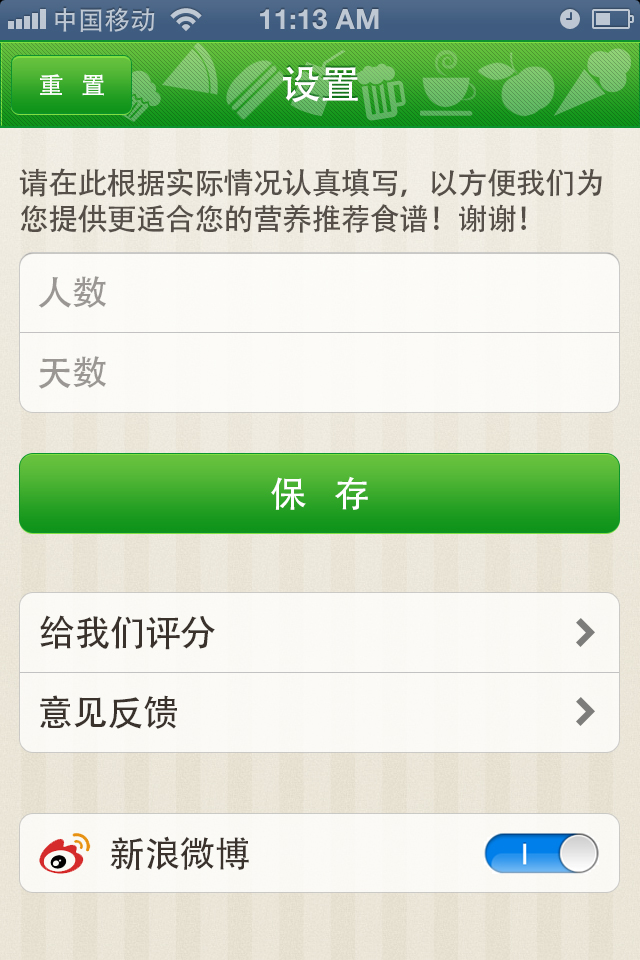 中国移动 11:13 AM
重 置 设置
请在此根据实际情况认真填写，以方便我们为
您提供更适合您的营养推荐食谱！谢谢！
人数
天数
保 存
给我们评分
意见反馈
新浪微博